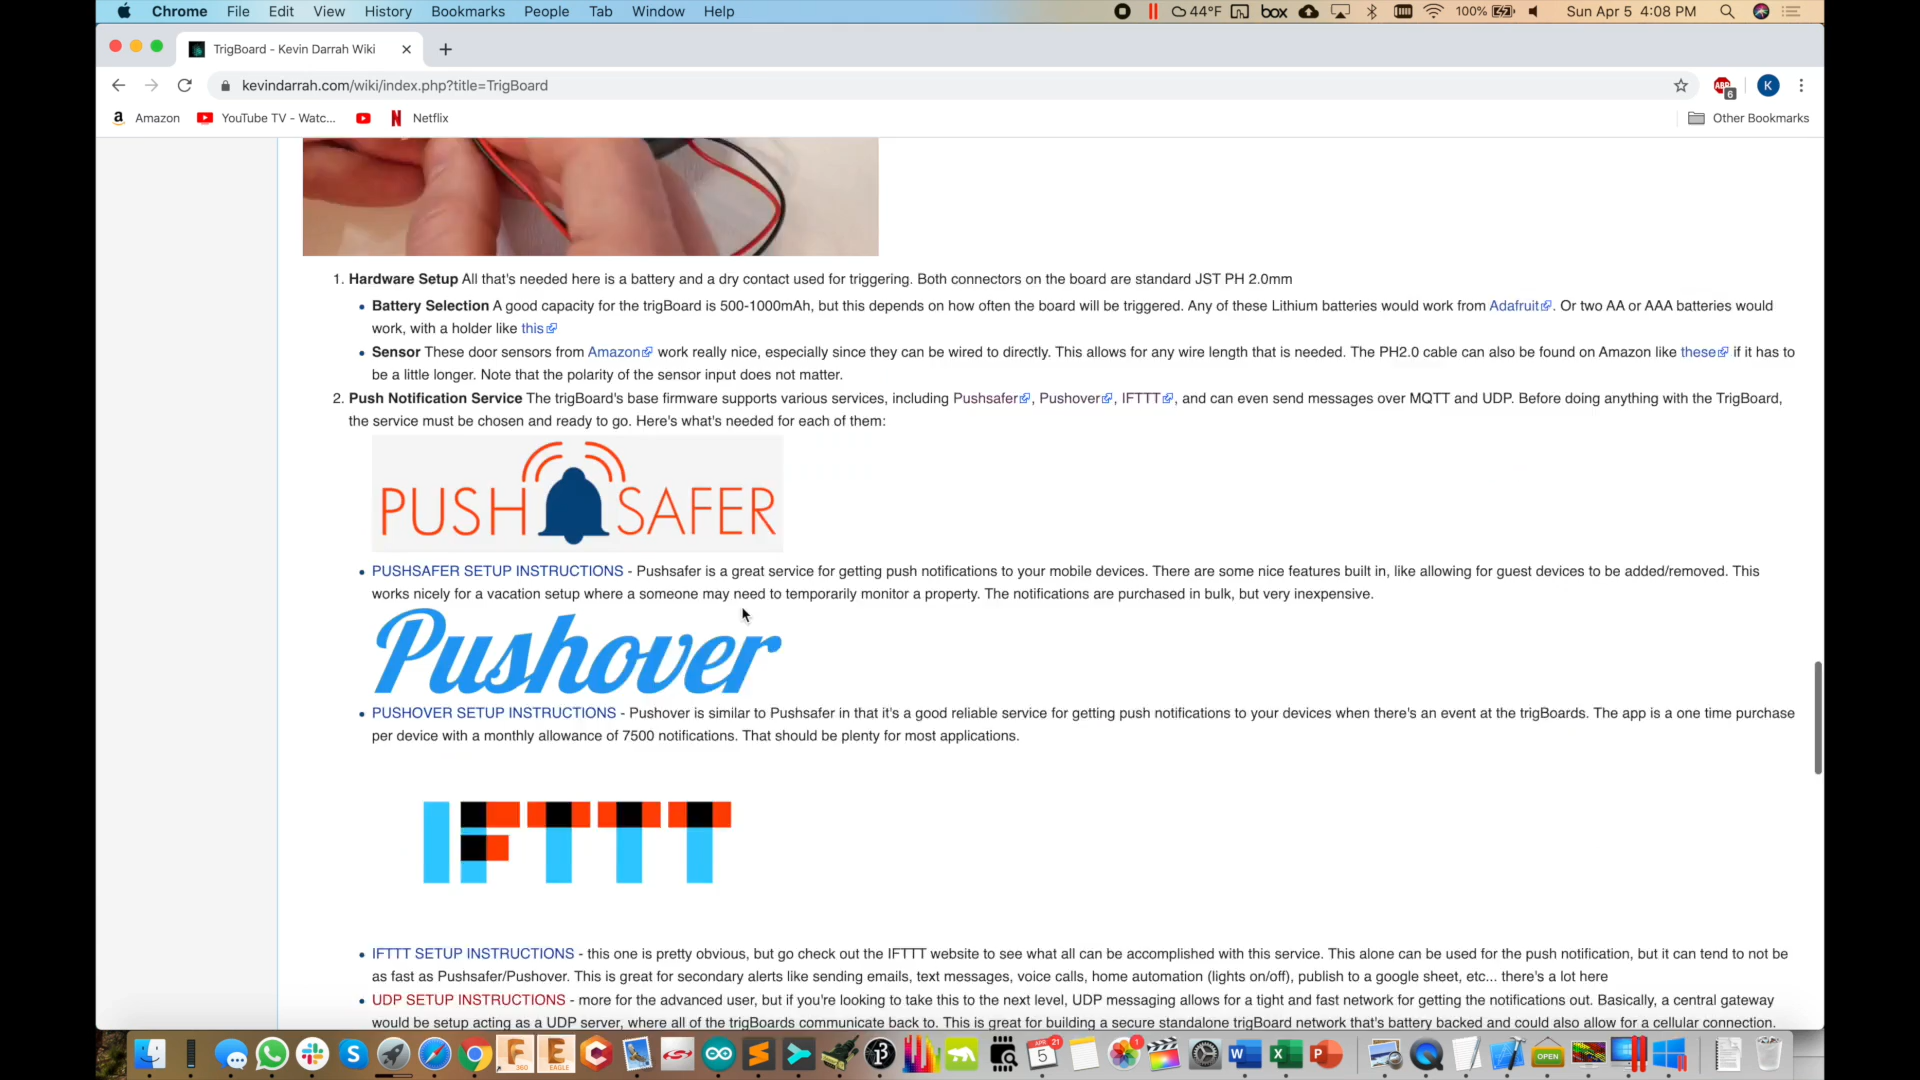 Chrome File Edit View History Bookmarks People Tab Window Help
44°F box 100% Sun Apr 5 4:08 PM
TrigBoard - Kevin Darrah Wiki
kevindarrah.com/wiki/index.php?title=TrigBoard
ABP 6 K
a Amazon YouTube TV - Watc... N Netflix Other Bookmarks
1. Hardware Setup All that's needed here is a battery and a dry contact used for triggering. Both connectors on the board are standard JST PH 2.0mm
• Battery Selection A good capacity for the trigBoard is 500-1000mAh, but this depends on how often the board will be triggered. Any of these Lithium batteries would work from Adafruit. Or two AA or AAA batteries would
work, with a holder like this
• Sensor These door sensors from Amazon work really nice, especially since they can be wired to directly. This allows for any wire length that is needed. The PH2.0 cable can also be found on Amazon like these if it has to
be a little longer. Note that the polarity of the sensor input does not matter.
2. Push Notification Service The trigBoard's base firmware supports various services, including Pushsafer, Pushover, IFTTT, and can even send messages over MQTT and UDP. Before doing anything with the TrigBoard,
the service must be chosen and ready to go. Here's what's needed for each of them:
PUSH SAFER
• PUSHSAFER SETUP INSTRUCTIONS - Pushsafer is a great service for getting push notifications to your mobile devices. There are some nice features built in, like allowing for guest devices to be added/removed. This
works nicely for a vacation setup where a someone may need to temporarily monitor a property. The notifications are purchased in bulk, but very inexpensive.
Pushover
• PUSHOVER SETUP INSTRUCTIONS - Pushover is similar to Pushsafer in that it's a good reliable service for getting push notifications to your devices when there's an event at the trigBoards. The app is a one time purchase
per device with a monthly allowance of 7500 notifications. That should be plenty for most applications.
IFTTT
• IFTTT SETUP INSTRUCTIONS - this one is pretty obvious, but go check out the IFTTT website to see what all can be accomplished with this service. This alone can be used for the push notification, but it can tend to not be
as fast as Pushsafer/Pushover. This is great for secondary alerts like sending emails, text messages, voice calls, home automation (lights on/off), publish to a google sheet, etc... there's a lot here
• UDP SETUP INSTRUCTIONS - more for the advanced user, but if you're looking to take this to the next level, UDP messaging allows for a tight and fast network for getting the notifications out. Basically, a central gateway
would be setup acting as a UDP server, where all of the trigBoards communicate back to. This is great for building a secure standalone trigBoard network that's battery backed and could also allow for a cellular connection.
S F 360 E EAGLE C APR 21 5 1 W X P OPEN